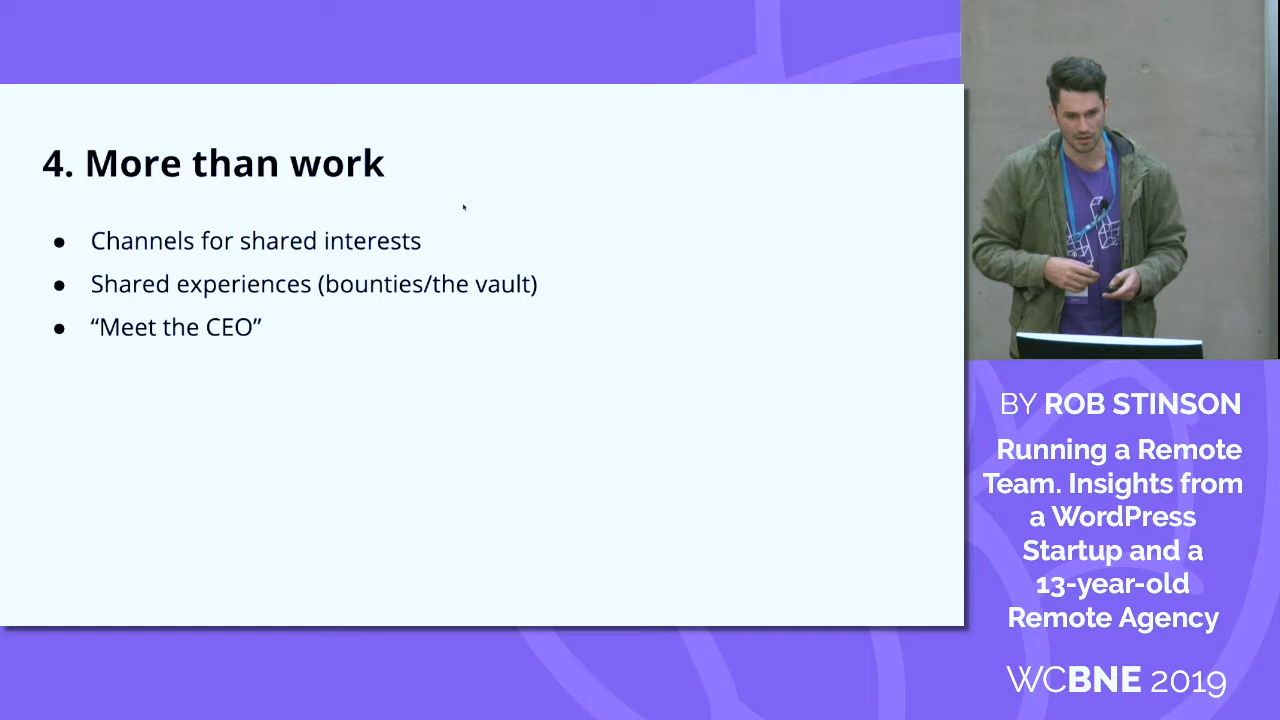 4. More than work
● Channels for shared interests
● Shared experiences (bounties/the vault)
● “Meet the CEO”
BY ROB STINSON
Running a Remote
Team. Insights from
a WordPress
Startup and a
13-year-old
Remote Agency
WCBNE 2019